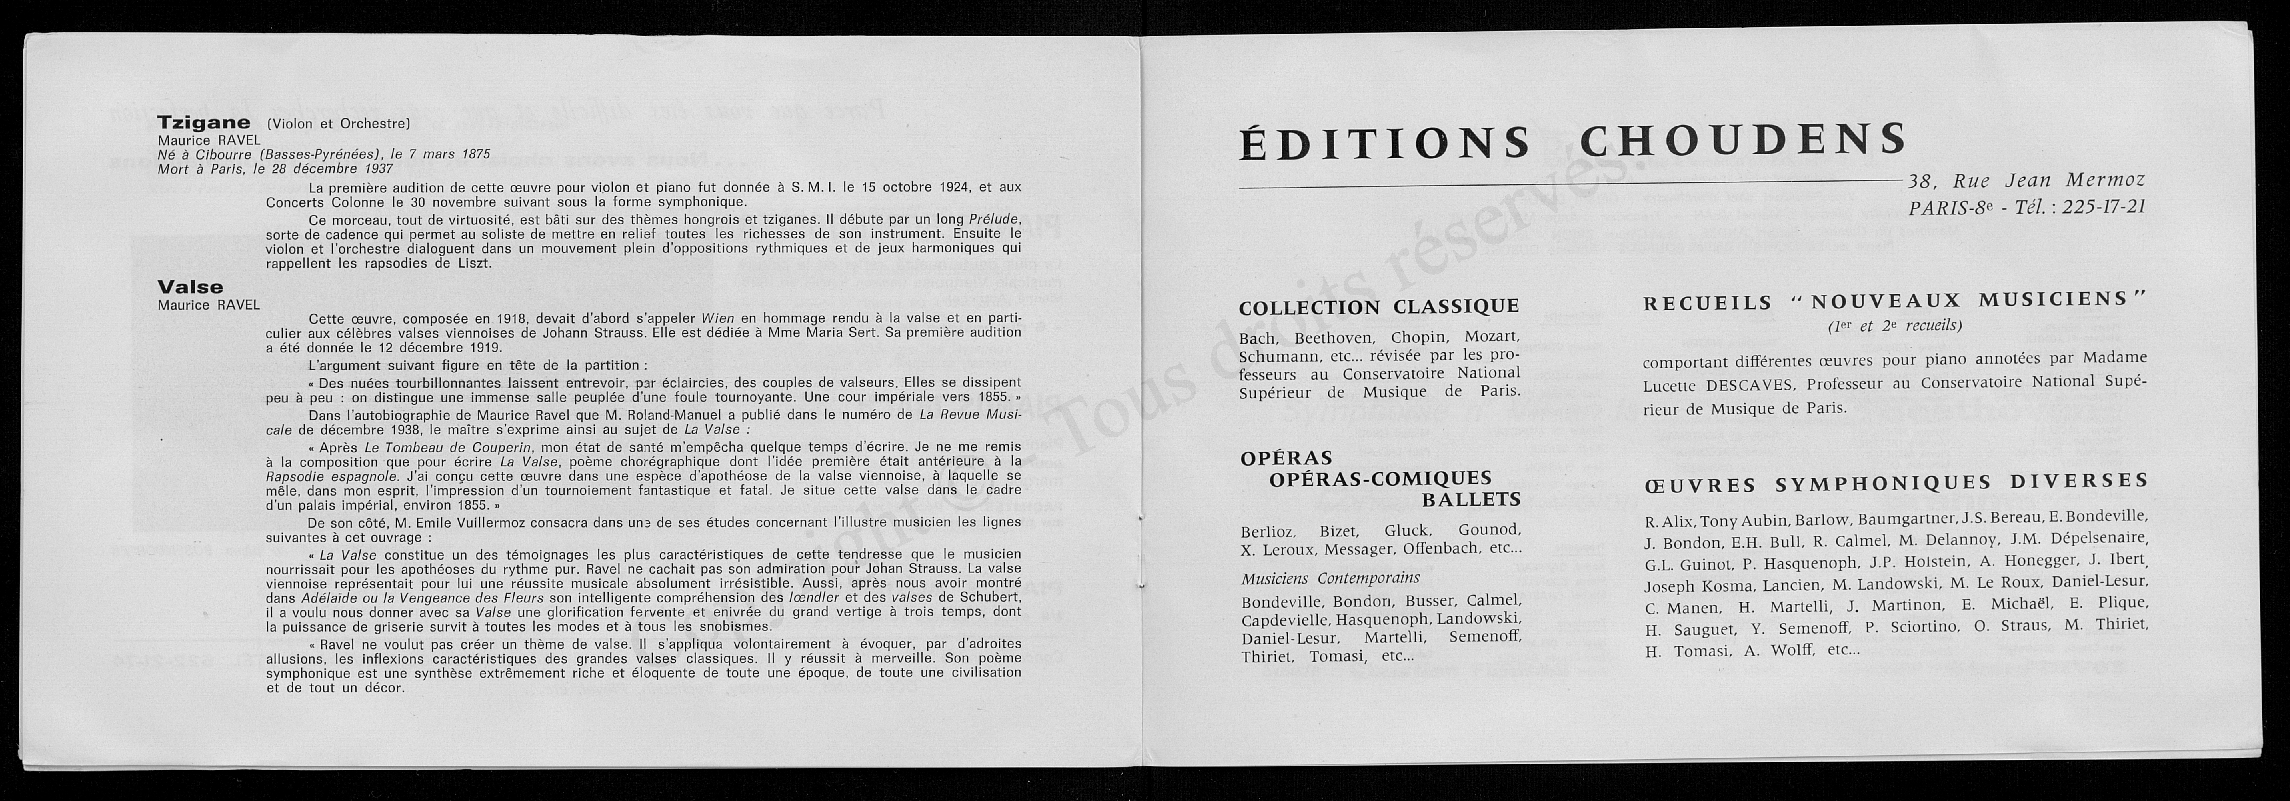 Tzigane (Violon et Orchestre)
Maurice RAVEL
Né à Cibourre (Basses-Pyrénées), le 7 mars 1875
Mort à Paris, le 28 décembre 1937
La première audition de cette œuvre pour violon et piano fut donnée à S. M. I. le 15 octobre 1924, et aux
Concerts Colonne le 30 novembre suivant sous la forme symphonique.
Ce morceau, tout de virtuosité, est bâti sur des thèmes hongrois et tziganes. Il débute par un long Prélude,
sorte de cadence qui permet au soliste de mettre en relief toutes les richesses de son instrument. Ensuite le
violon et l'orchestre dialoguent dans un mouvement plein d'oppositions rythmiques et de jeux harmoniques qui
rappellent les rapsodies de Liszt.
Valse
Maurice RAVEL
Cette œuvre, composée en 1918, devait d'abord s'appeler Wien en hommage rendu à la valse et en parti-
culier aux célèbres valses viennoises de Johann Strauss. Elle est dédiée à Mme Maria Sert. Sa première audition
a été donnée le 12 décembre 1919.
L'argument suivant figure en tête de la partition :
« Des nuées tourbillonnantes laissent entrevoir, par éclaircies, des couples de valseurs. Elles se dissipent
peu à peu : on distingue une immense salle peuplée d'une foule tournoyante. Une cour impériale vers 1855. »
Dans l'autobiographie de Maurice Ravel que M. Roland-Manuel a publié dans le numéro de La Revue Musi-
cale de décembre 1938, le maître s'exprime ainsi au sujet de La Valse :
« Après Le Tombeau de Couperin, mon état de santé m'empêcha quelque temps d'écrire. Je ne me remis
à la composition que pour écrire La Valse, poème chorégraphique dont l'idée première était antérieure à la
Rapsodie espagnole. J'ai conçu cette œuvre dans une espèce d'apothéose de la valse viennoise, à laquelle se
mêle, dans mon esprit, l'impression d'un tournoiement fantastique et fatal. Je situe cette valse dans le cadre
d'un palais impérial, environ 1855. »
De son côté, M. Emile Vuillermoz consacra dans une de ses études concernant l'illustre musicien les lignes
suivantes à cet ouvrage :
« La Valse constitue un des témoignages les plus caractéristiques de cette tendresse que le musicien
nourrissait pour les apothéoses du rythme pur. Ravel ne cachait pas son admiration pour Johan Strauss. La valse
viennoise représentait pour lui une réussite musicale absolument irrésistible. Aussi, après nous avoir montré
dans Adélaïde ou la Vengeance des Fleurs son intelligente compréhension des lœndler et des valses de Schubert,
il a voulu nous donner avec sa Valse une glorification fervente et enivrée du grand vertige à trois temps, dont
la puissance de griserie survit à toutes les modes et à tous les snobismes.
« Ravel ne voulut pas créer un thème de valse. Il s'appliqua volontairement à évoquer, par d'adroites
allusions, les inflexions caractéristiques des grandes valses classiques. Il y réussit à merveille. Son poème
symphonique est une synthèse extrêmement riche et éloquente de toute une époque, de toute une civilisation
et de tout un décor.
ÉDITIONS CHOUDENS
38, Rue Jean Mermoz
PARIS-8e - Tél. : 225-17-21
COLLECTION CLASSIQUE
Bach, Beethoven, Chopin, Mozart,
Schumann, etc... révisée par les pro-
fesseurs au Conservatoire National
Supérieur de Musique de Paris.
OPÉRAS
OPÉRAS-COMIQUES
BALLETS
Berlioz, Bizet, Gluck, Gounod,
X. Leroux, Messager, Offenbach, etc...
Musiciens Contemporains
Bondeville, Bondon, Busser, Calmel,
Capdevielle, Hasquenoph, Landowski,
Daniel-Lesur, Martelli, Semenoff,
Thiriet, Tomasi, etc...
RECUEILS " NOUVEAUX MUSICIENS "
(1er et 2e recueils)
comportant différentes œuvres pour piano annotées par Madame
Lucette DESCAVES, Professeur au Conservatoire National Supé-
rieur de Musique de Paris.
ŒUVRES SYMPHONIQUES DIVERSES
R. Alix, Tony Aubin, Barlow, Baumgartner, J.S. Bereau, E. Bondeville,
J. Bondon, E.H. Bull, R. Calmel, M. Delannoy, J.M. Dépelsenaire,
G.L. Guinot, P. Hasquenoph, J.P. Holstein, A. Honegger, J. Ibert,
Joseph Kosma, Lancien, M. Landowski, M. Le Roux, Daniel-Lesur,
C. Manen, H. Martelli, J. Martinon, E. Michaël, E. Plique,
H. Sauguet, Y. Semenoff, P. Sciortino, O. Straus, M. Thiriet,
H. Tomasi, A. Wolff, etc...
Tous droits réservés.